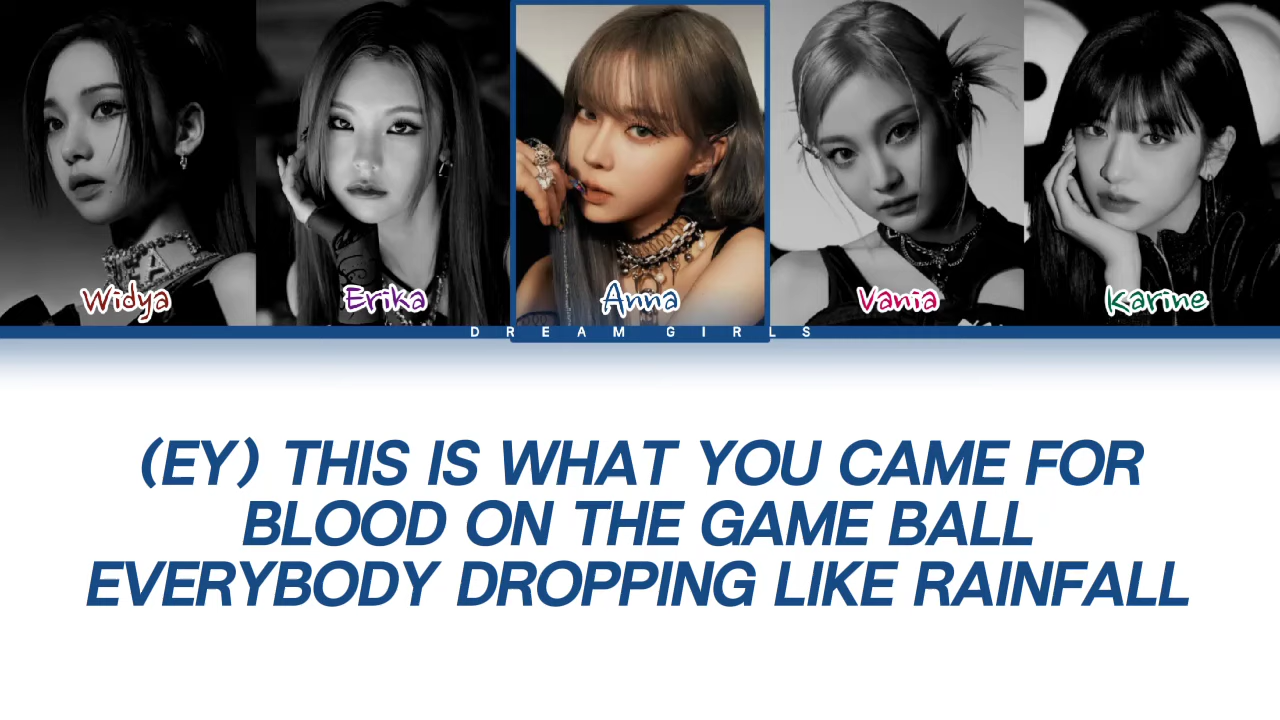 Widya
Erika
Anna
Vania
Karine
DREAM GIRLS
(EY) THIS IS WHAT YOU CAME FOR
BLOOD ON THE GAME BALL
EVERYBODY DROPPING LIKE RAINFALL